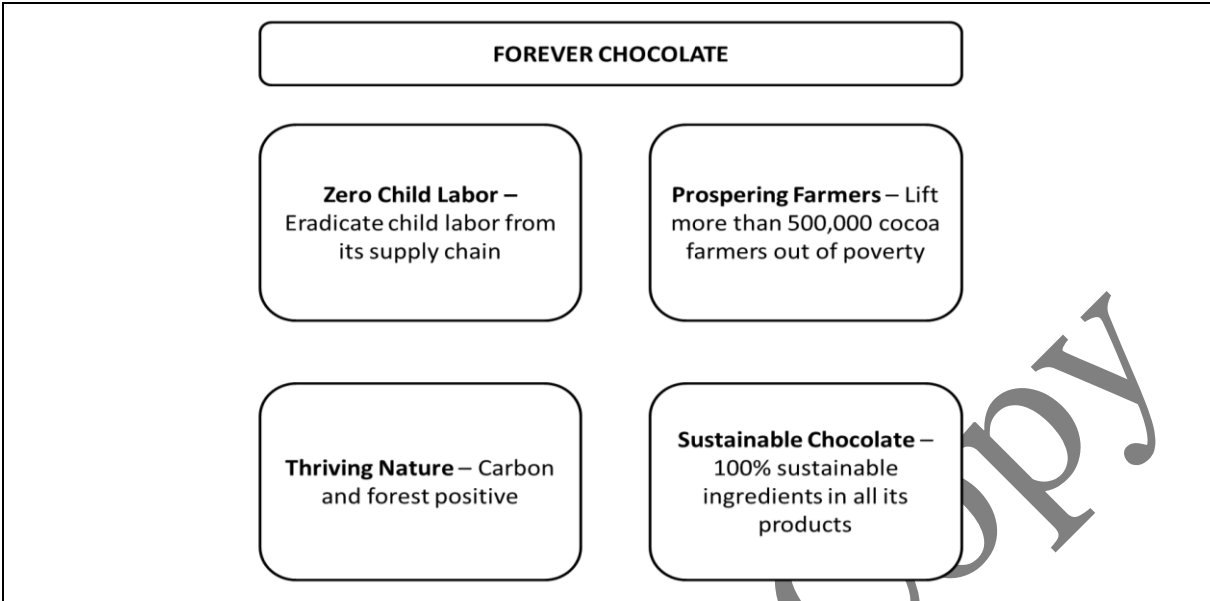 FOREVER CHOCOLATE
Zero Child Labor –
Eradicate child labor from
its supply chain
Prospering Farmers – Lift
more than 500,000 cocoa
farmers out of poverty
Thriving Nature – Carbon
and forest positive
Sustainable Chocolate –
100% sustainable
ingredients in all its
products
opy